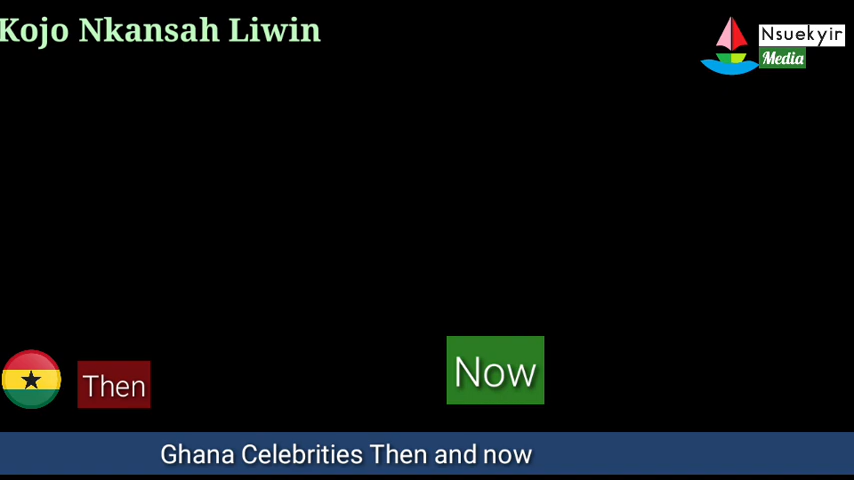 Kojo Nkansah Liwin
Nsuekyir
Media
Then
Now
Ghana Celebrities Then and now